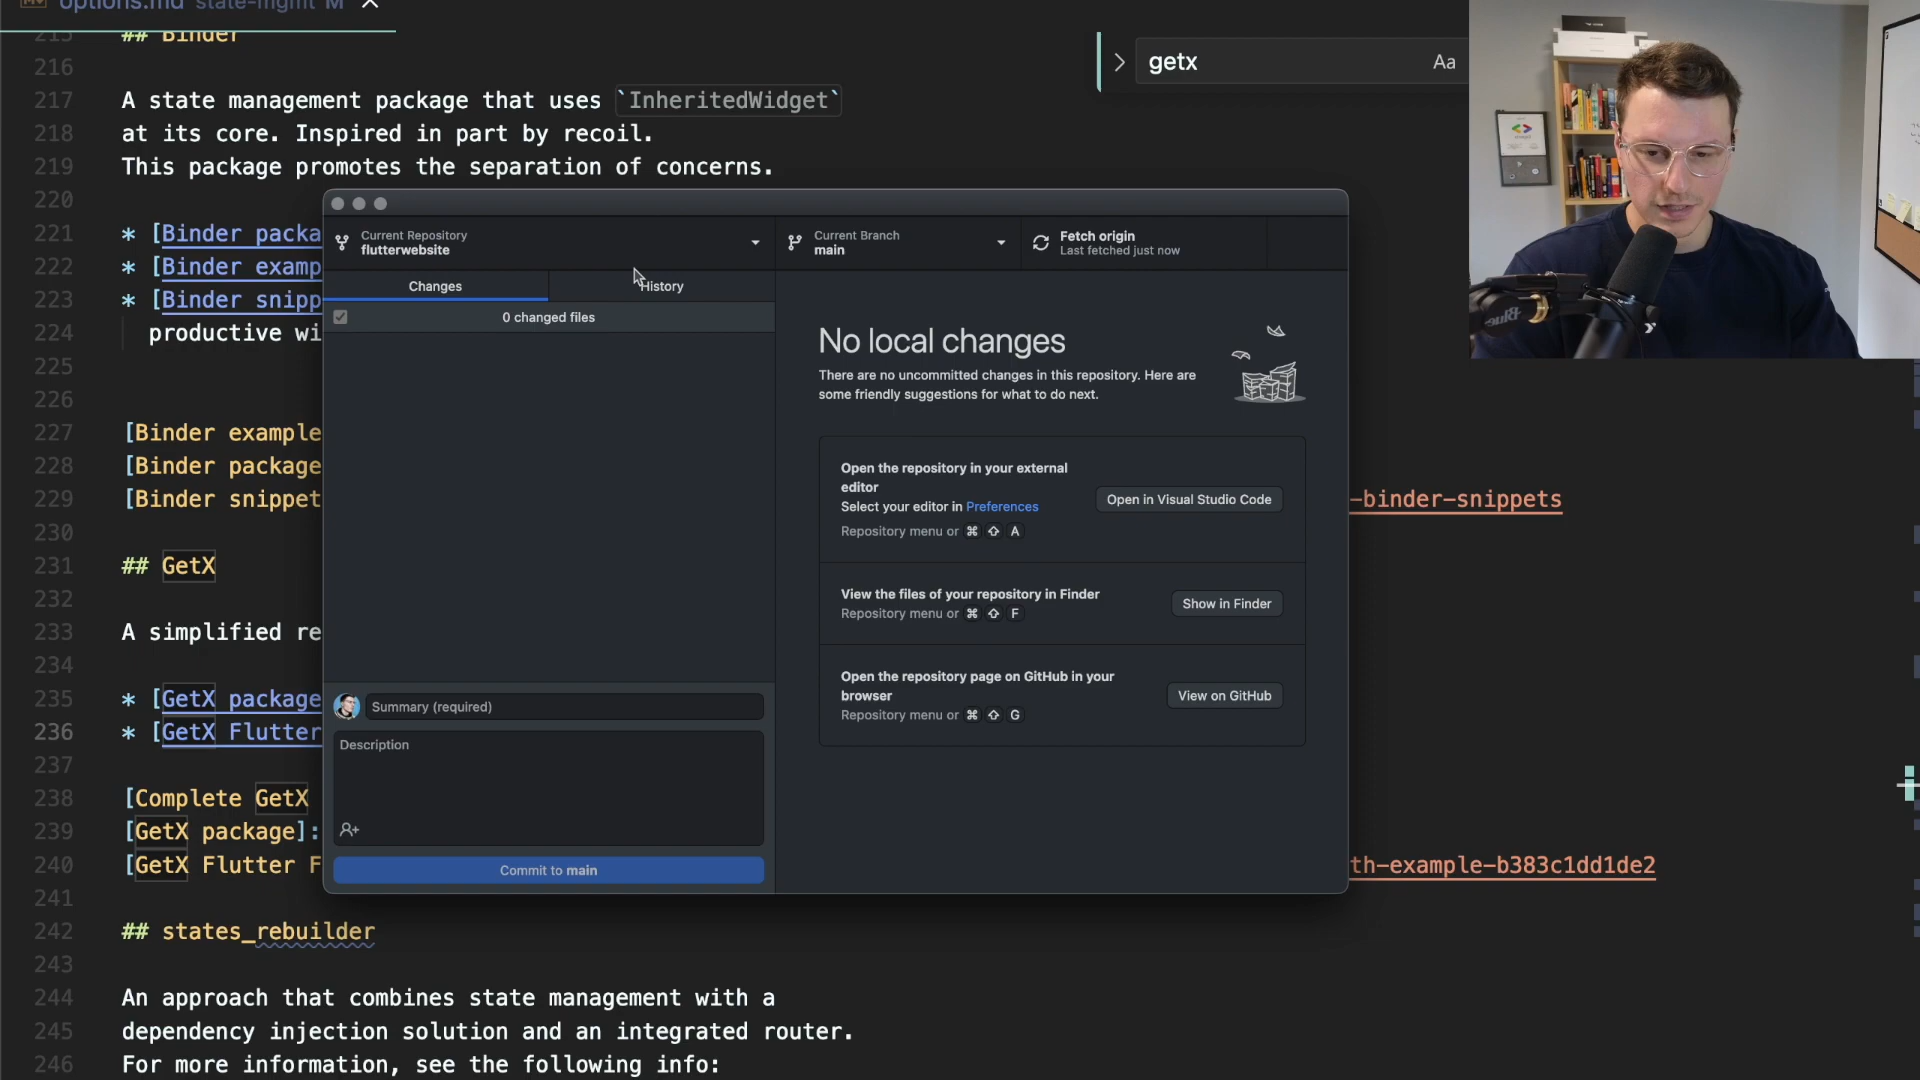 options.md state-mgmt M
215 ## Binder
getx
Aa
216
217 A state management package that uses `InheritedWidget`
218 at its core. Inspired in part by recoil.
219 This package promotes the separation of concerns.
220
221 * [Binder packa
222 * [Binder examp
223 * [Binder snipp
224 productive wi
225
226
227 [Binder example
228 [Binder package
229 [Binder snippet
-binder-snippets
230
231 ## GetX
232
233 A simplified re
234
235 * [GetX package
236 * [GetX Flutter
237
238 [Complete GetX
239 [GetX package]:
240 [GetX Flutter F
th-example-b383c1dd1de2
241
242 ## states_rebuilder
243
244 An approach that combines state management with a
245 dependency injection solution and an integrated router.
246 For more information, see the following info:
Current Repository
flutterwebsite
Current Branch
main
Fetch origin
Last fetched just now
Changes
History
0 changed files
No local changes
There are no uncommitted changes in this repository. Here are
some friendly suggestions for what to do next.
Open the repository in your external
editor
Select your editor in Preferences
Repository menu or ⌘ ⇧ A
Open in Visual Studio Code
View the files of your repository in Finder
Repository menu or ⌘ ⇧ F
Show in Finder
Open the repository page on GitHub in your
browser
Repository menu or ⌘ ⇧ G
View on GitHub
Summary (required)
Description
Commit to main
Blue